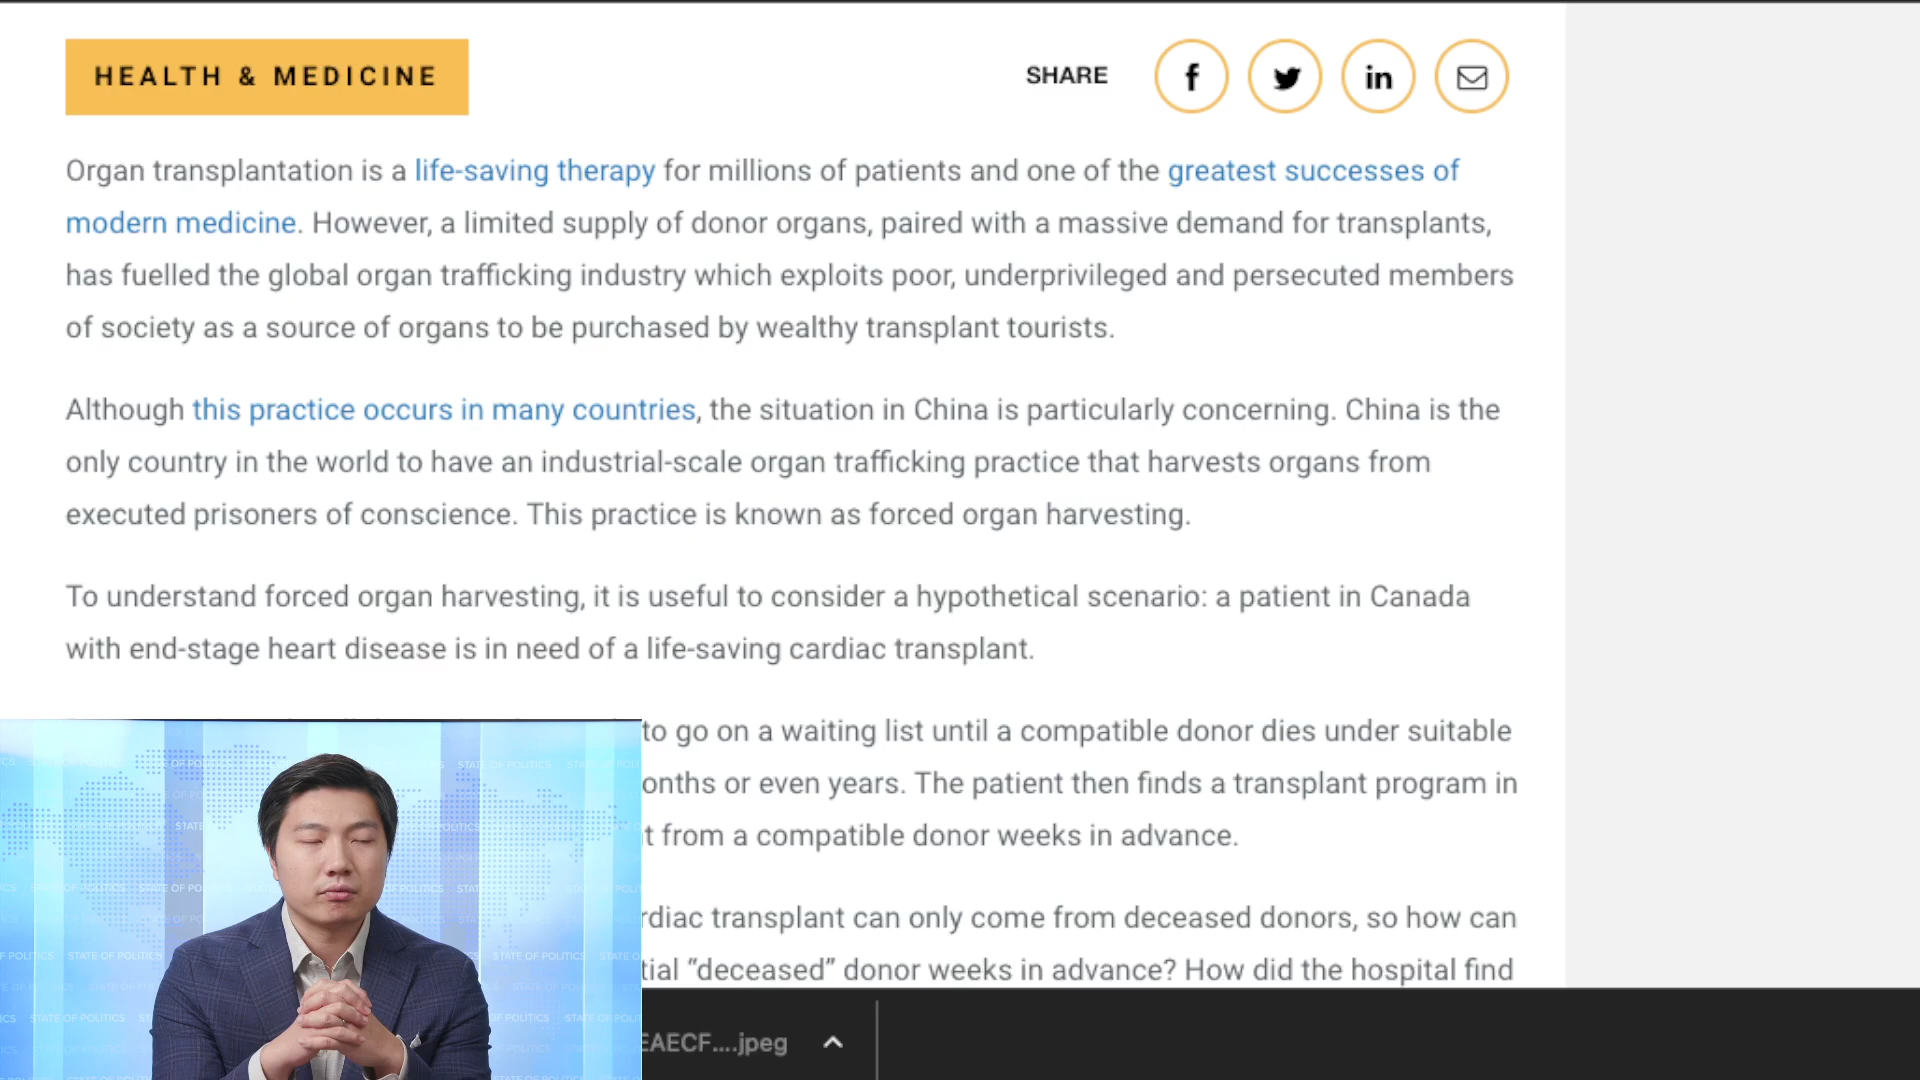 HEALTH & MEDICINE
SHARE
Organ transplantation is a life-saving therapy for millions of patients and one of the greatest successes of
modern medicine. However, a limited supply of donor organs, paired with a massive demand for transplants,
has fuelled the global organ trafficking industry which exploits poor, underprivileged and persecuted members
of society as a source of organs to be purchased by wealthy transplant tourists.
Although this practice occurs in many countries, the situation in China is particularly concerning. China is the
only country in the world to have an industrial-scale organ trafficking practice that harvests organs from
executed prisoners of conscience. This practice is known as forced organ harvesting.
To understand forced organ harvesting, it is useful to consider a hypothetical scenario: a patient in Canada
with end-stage heart disease is in need of a life-saving cardiac transplant.
to go on a waiting list until a compatible donor dies under suitable
onths or even years. The patient then finds a transplant program in
t from a compatible donor weeks in advance.
rdiac transplant can only come from deceased donors, so how can
tial “deceased” donor weeks in advance? How did the hospital find
EAECF....jpeg
STATE OF POLITICS